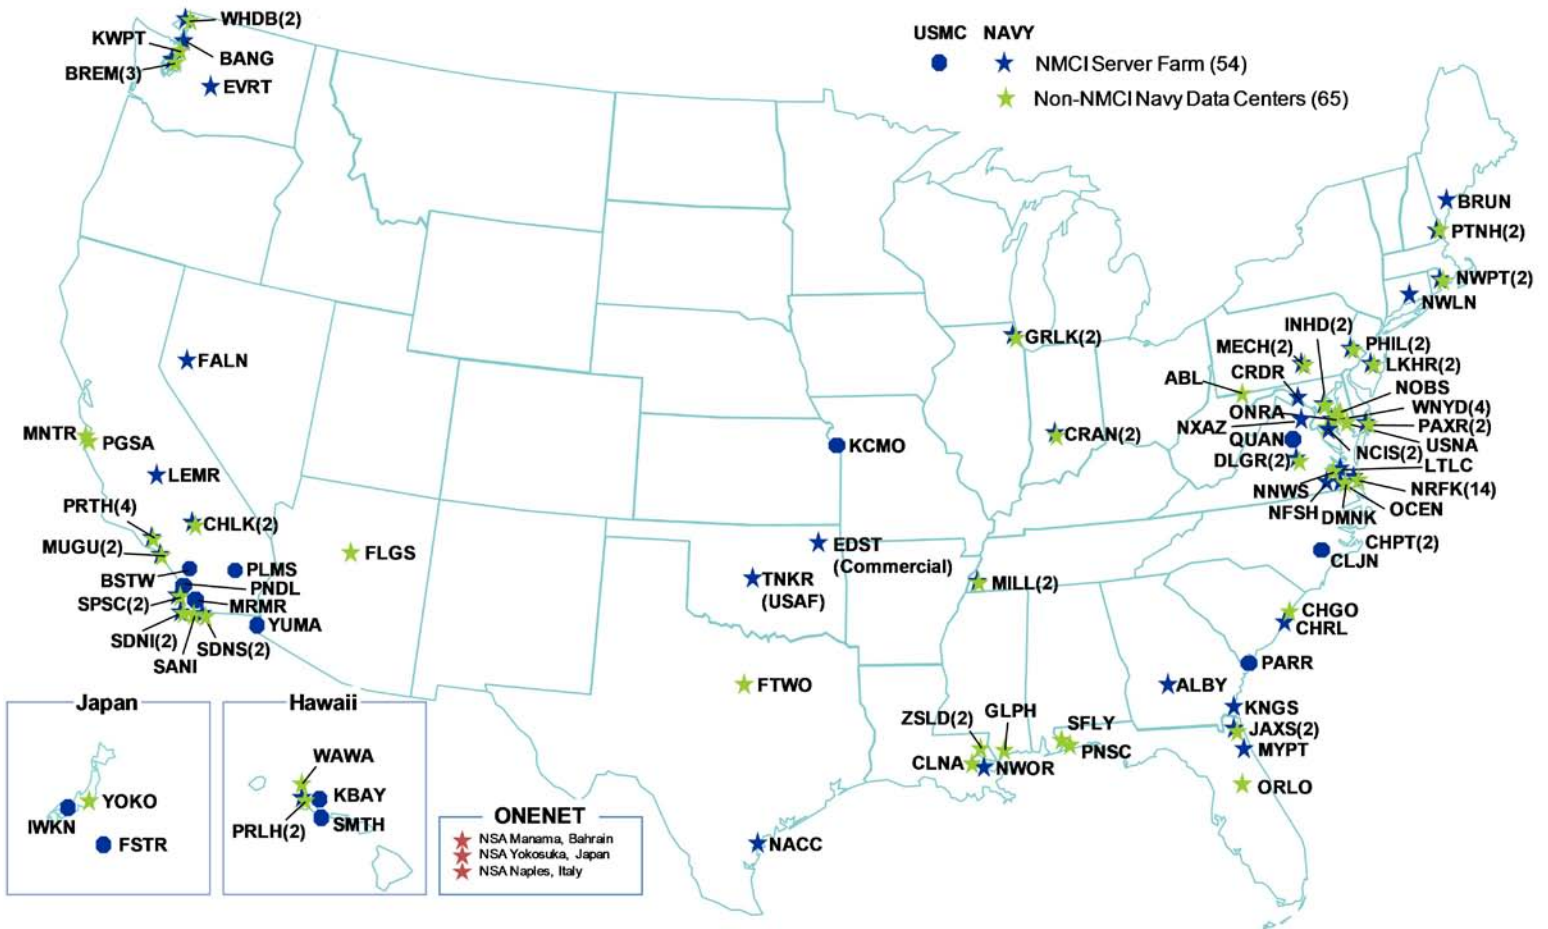 USMC NAVY
NMCI Server Farm (54)
Non-NMCI Navy Data Centers (65)
WHDB(2)
KWPT
BANG
BREM(3)
EVRT
BRUN
PTNH(2)
NWPT(2)
NWLN
INHD(2)
GRLK(2)
MECH(2)
PHIL(2)
FALN
CRDR
LKHR(2)
ABL
NOBS
ONRA
WNYD(4)
NXAZ
PAXR(2)
MNTR
PGSA
CRAN(2)
KCMO
QUAN
USNA
NCIS(2)
DLGR(2)
LTLC
LEMR
NNWS
NRFK(14)
PRTH(4)
NFSH
DMNK
OCEN
CHLK(2)
MUGU(2)
FLGS
EDST
(Commercial)
CHPT(2)
CLJN
BSTW
PLMS
TNKR
(USAF)
MILL(2)
PNDL
SPSC(2)
MRMR
CHGO
YUMA
CHRL
SDNI(2)
SDNS(2)
SANI
PARR
FTWO
ALBY
Japan
Hawaii
KNGS
ZSLD(2)
GLPH
SFLY
JAXS(2)
PNSC
MYPT
WAWA
CLNA
NWOR
YOKO
KBAY
ORLO
IWKN
PRLH(2)
SMTH
FSTR
NACC
ONENET
NSA Manama, Bahrain
NSA Yokosuka, Japan
NSA Naples, Italy